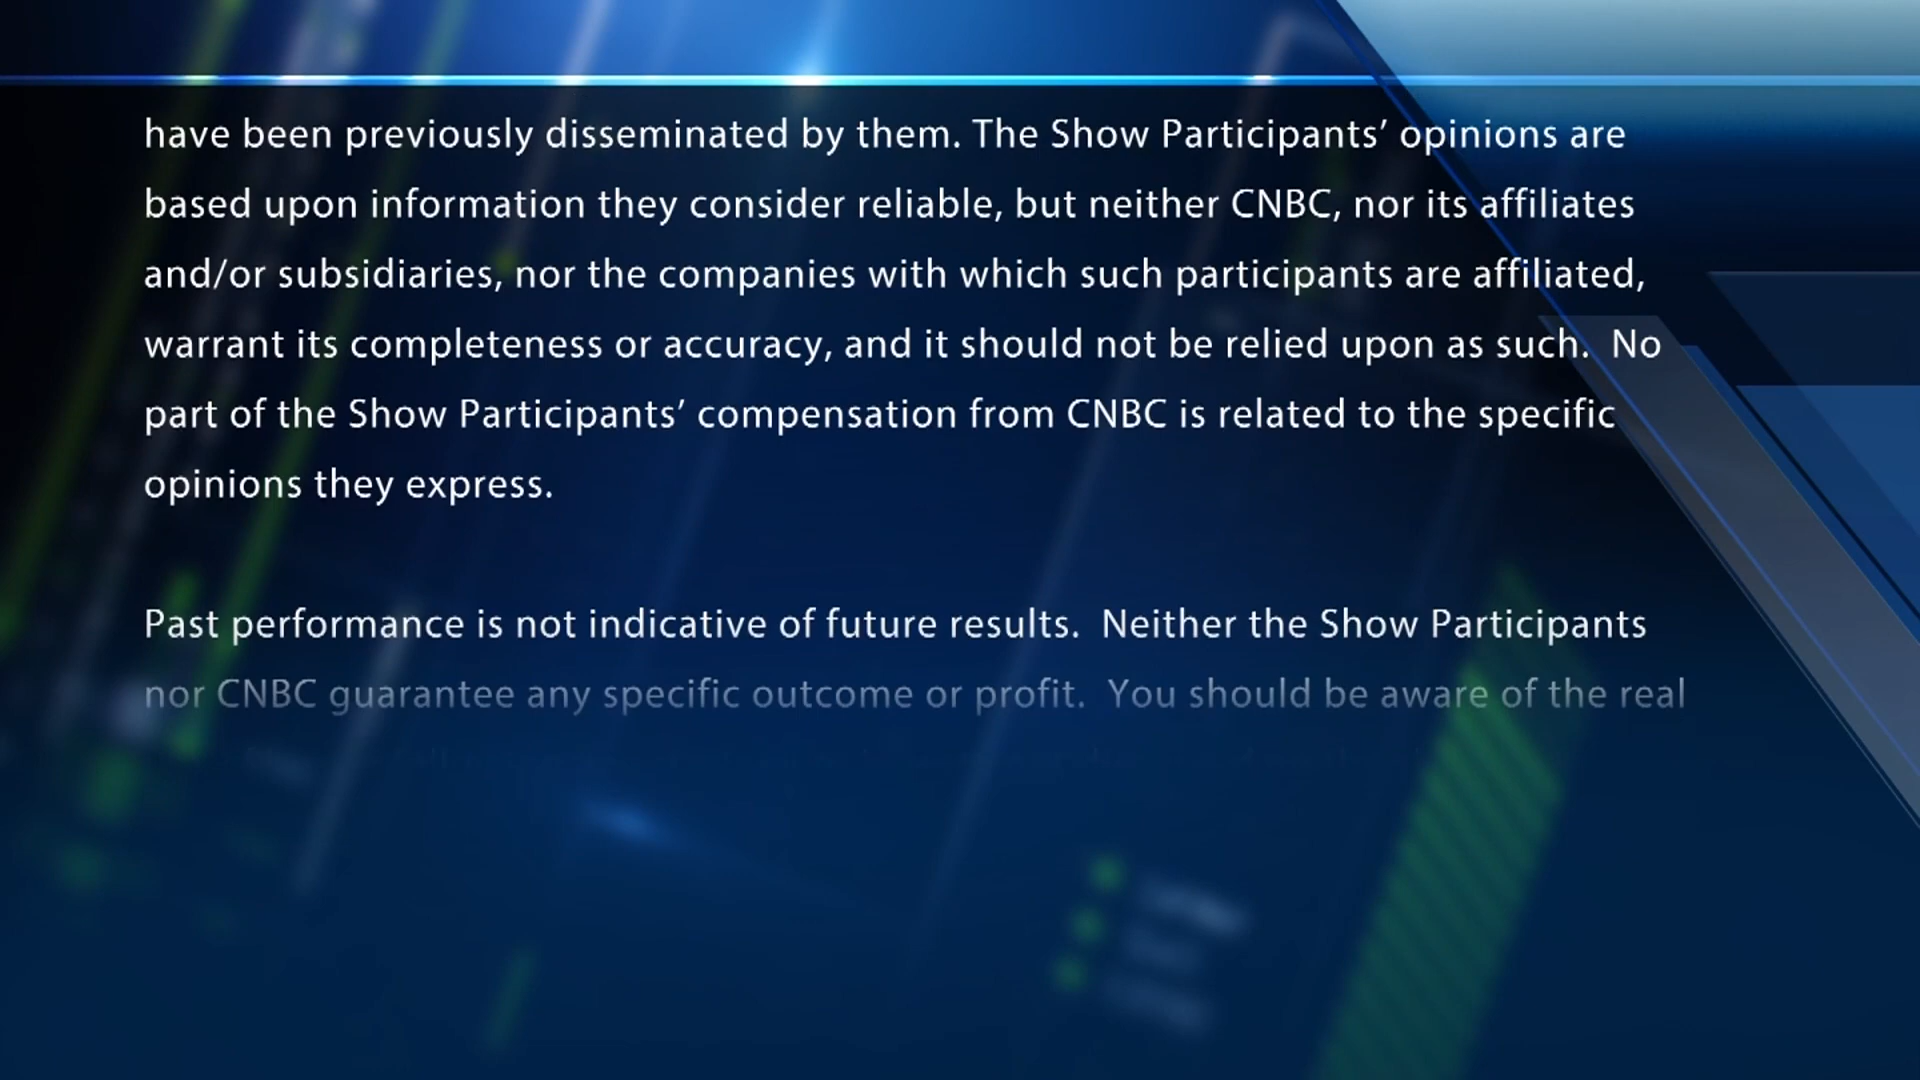 have been previously disseminated by them. The Show Participants’ opinions are
based upon information they consider reliable, but neither CNBC, nor its affiliates
and/or subsidiaries, nor the companies with which such participants are affiliated,
warrant its completeness or accuracy, and it should not be relied upon as such.  No
part of the Show Participants’ compensation from CNBC is related to the specific
opinions they express.
Past performance is not indicative of future results.  Neither the Show Participants
nor CNBC guarantee any specific outcome or profit.  You should be aware of the real